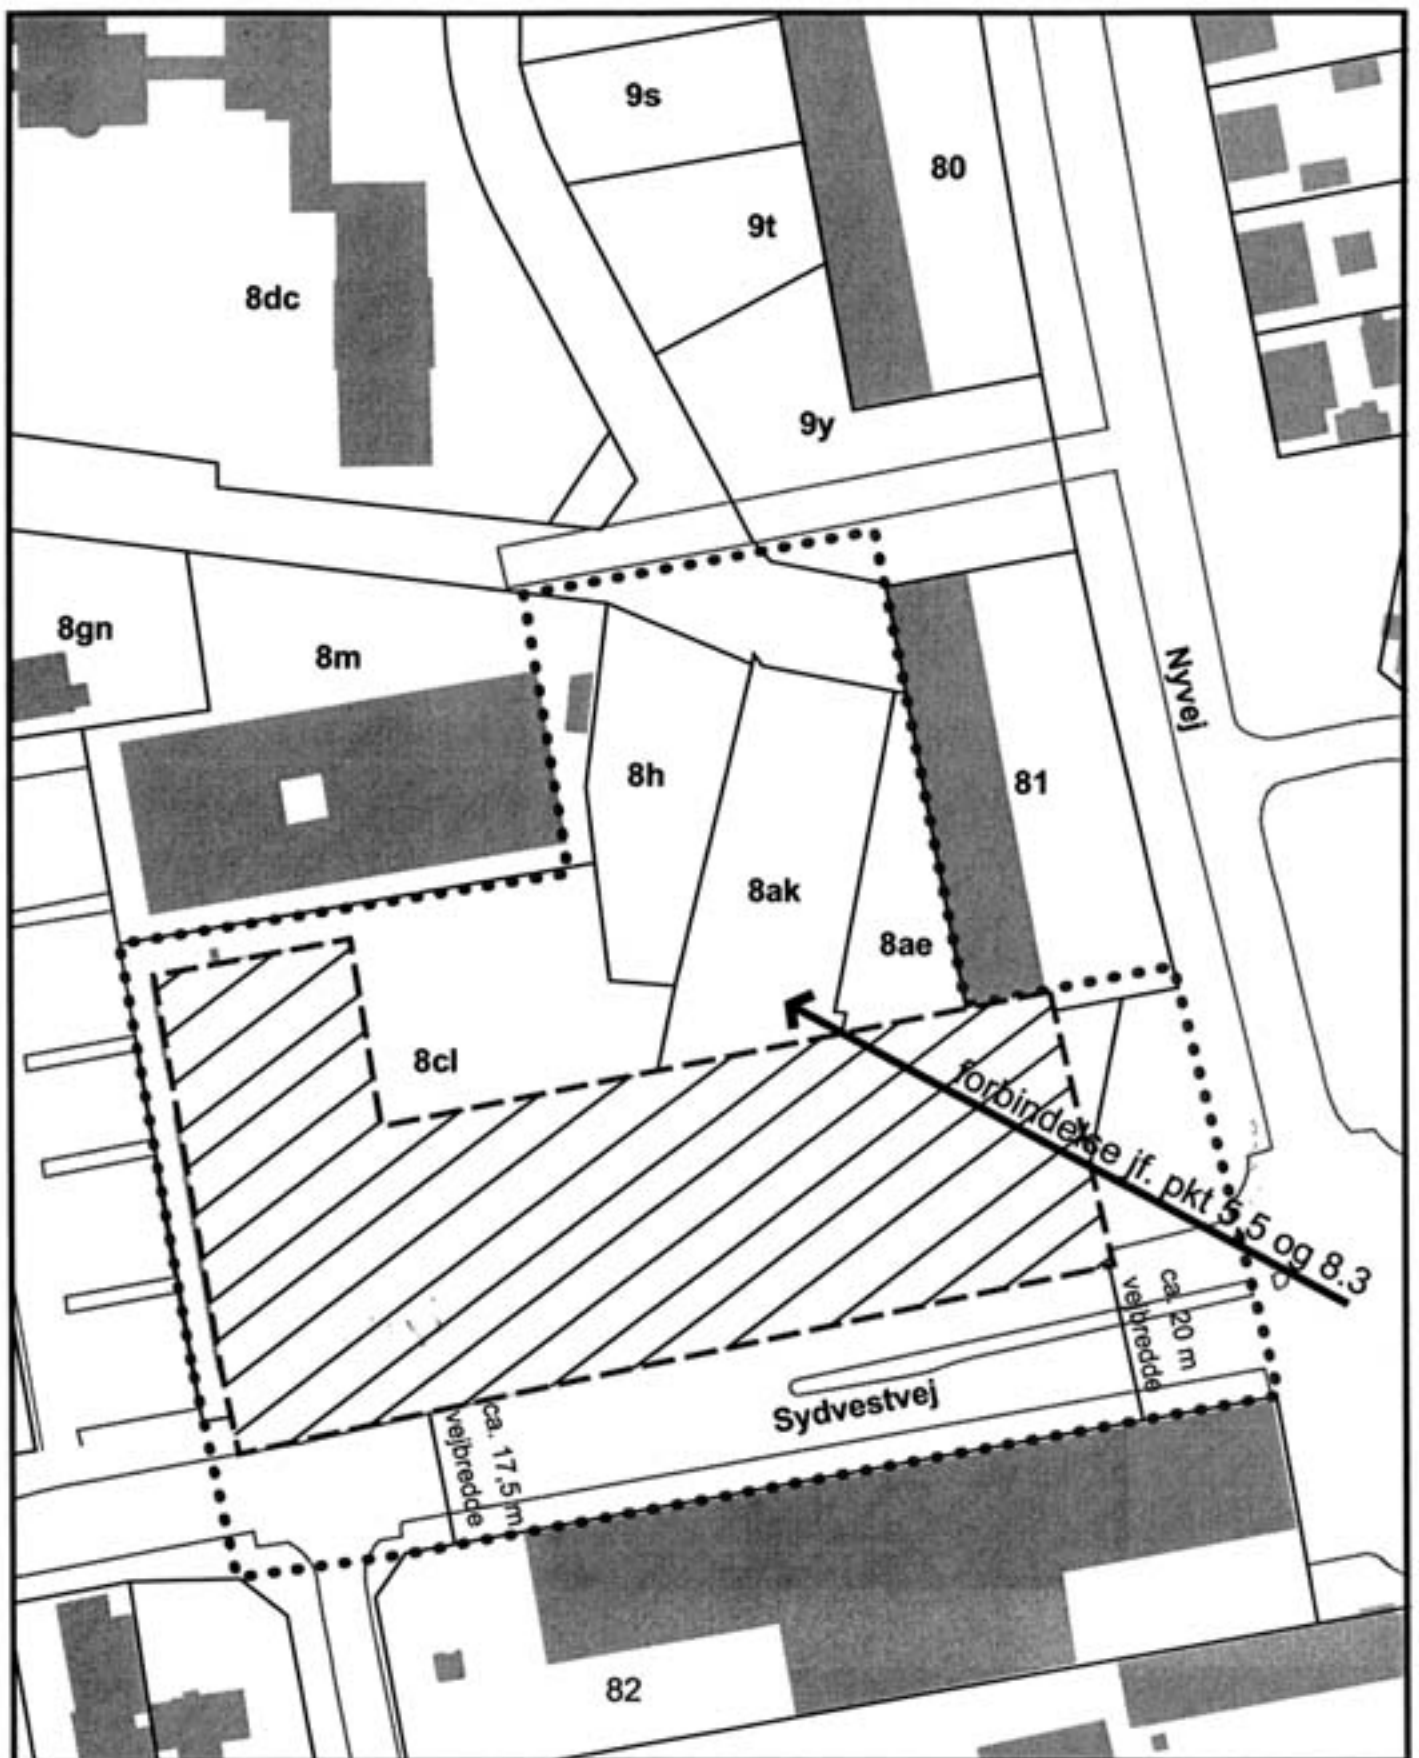 9s
80
9t
8dc
9y
8gn
8m
Nyvej
8h
81
8ak
8ae
8cl
forbindelse jf. pkt 5.5 og 8.3
ca. 20 m
vejbredde
Sydvestvej
ca. 17,5 m
vejbredde
82